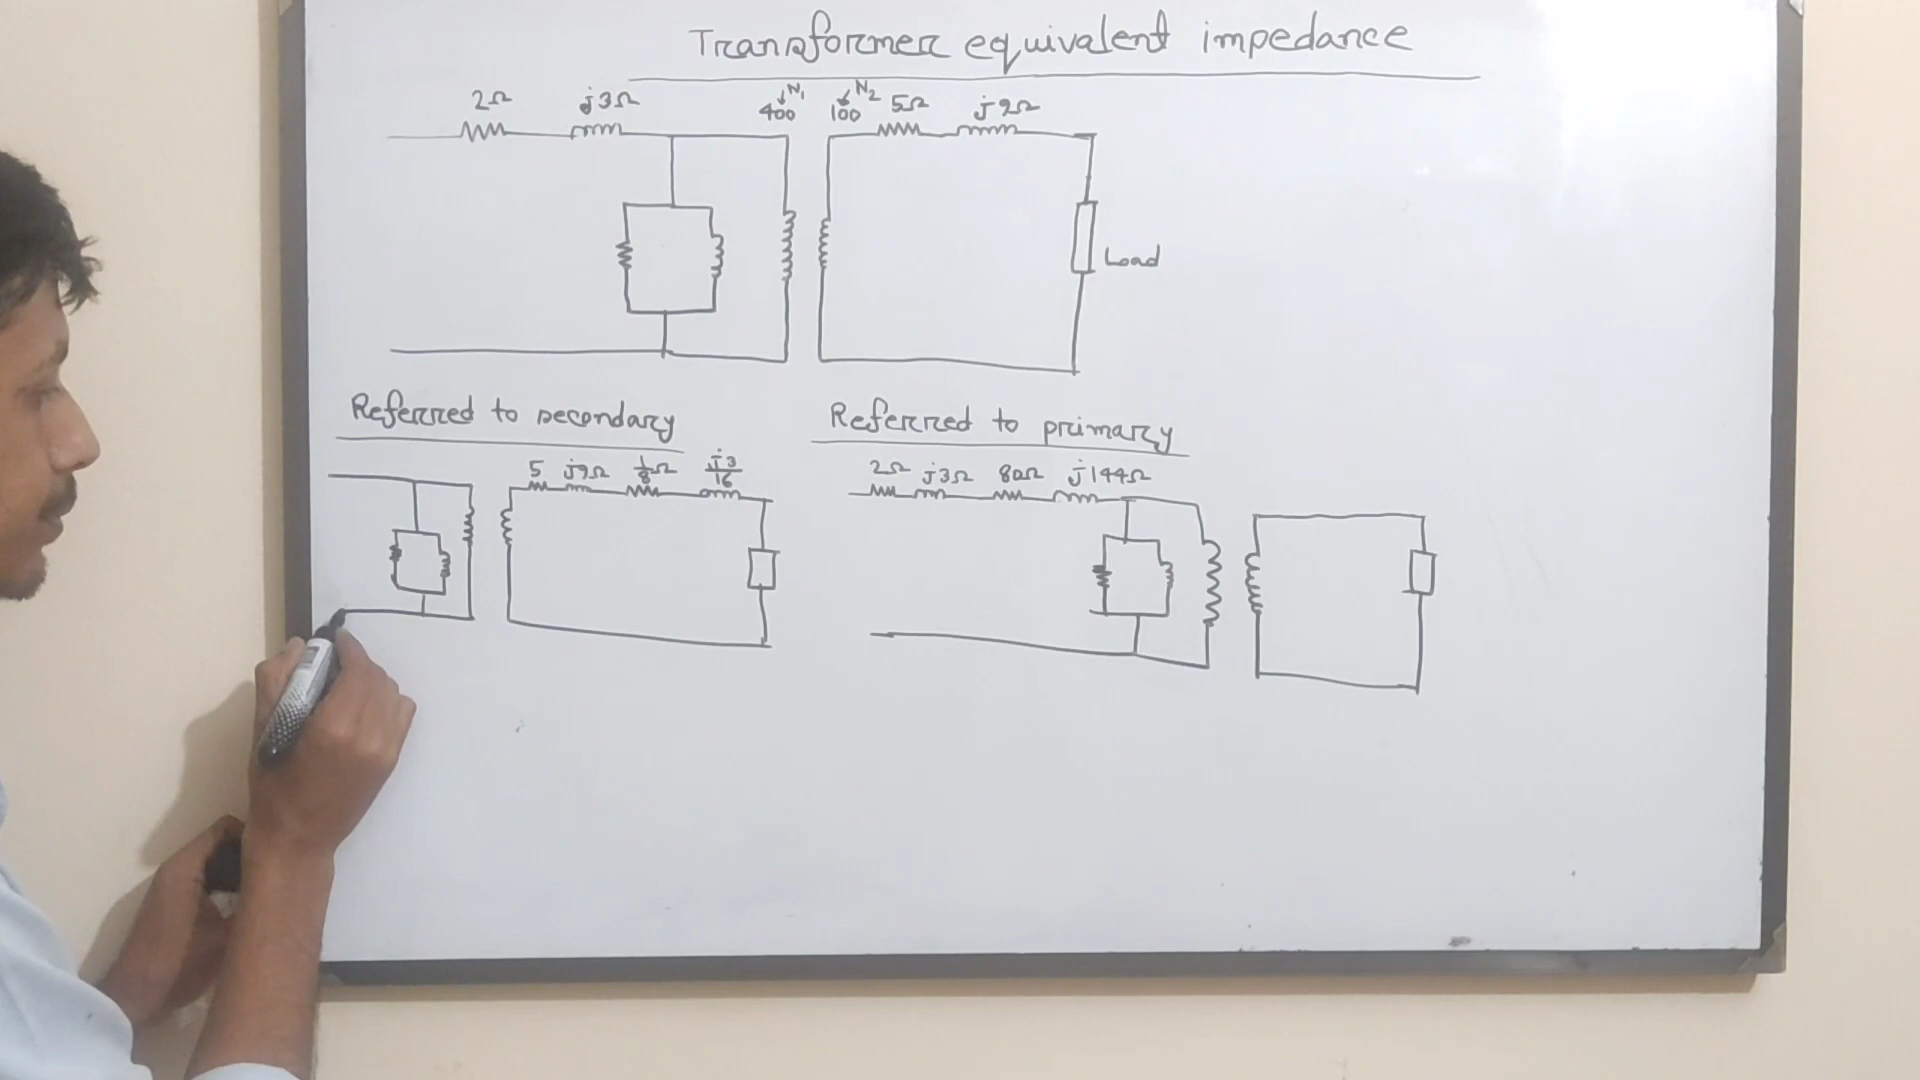 Transformer equivalent impedance
2Ω j3Ω 400 N₁ 100 N₂ 5Ω j9Ω
Load
Referred to secondary
5 j9Ω 1/8Ω j3/16
Referred to primary
2Ω j3Ω 80Ω j144Ω